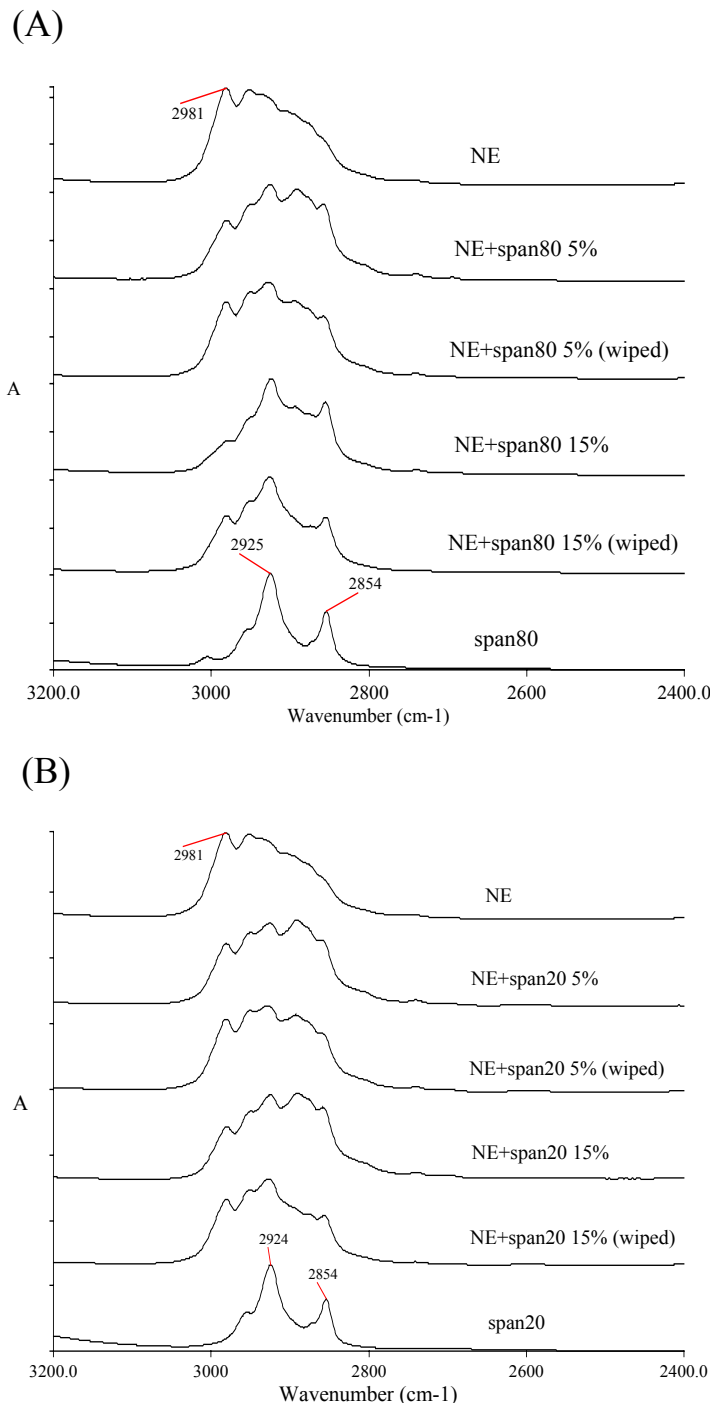 (A)
2981
NE
NE+span80 5%
NE+span80 5% (wiped)
A
NE+span80 15%
NE+span80 15% (wiped)
2925
2854
span80
3200.0 3000 2800 2600 2400.0
Wavenumber (cm-1)
(B)
2981
NE
NE+span20 5%
NE+span20 5% (wiped)
A
NE+span20 15%
NE+span20 15% (wiped)
2924
2854
span20
3200.0 3000 2800 2600 2400.0
Wavenumber (cm-1)